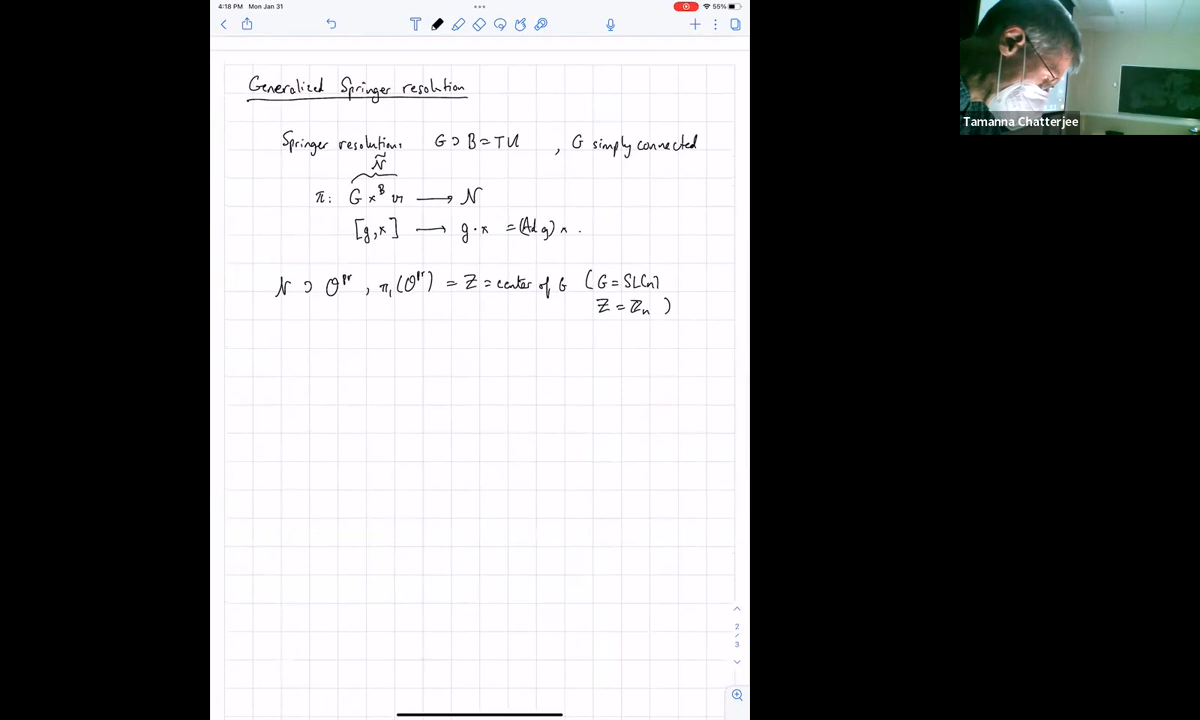 4:18 PM Mon Jan 31
55%
Generalized Springer resolution
Springer resolution: G ⊃ B = TU , G simply connected
Ñ
π: G ×^B 𝔫 ⟶ N
[g,x] ⟶ g·x = (Ad g) x .
N ⊃ O^pr , π₁(O^pr) = Z = center of G (G = SL(n)
Z = ℤₙ )
2
/
3
Tamanna Chatterjee